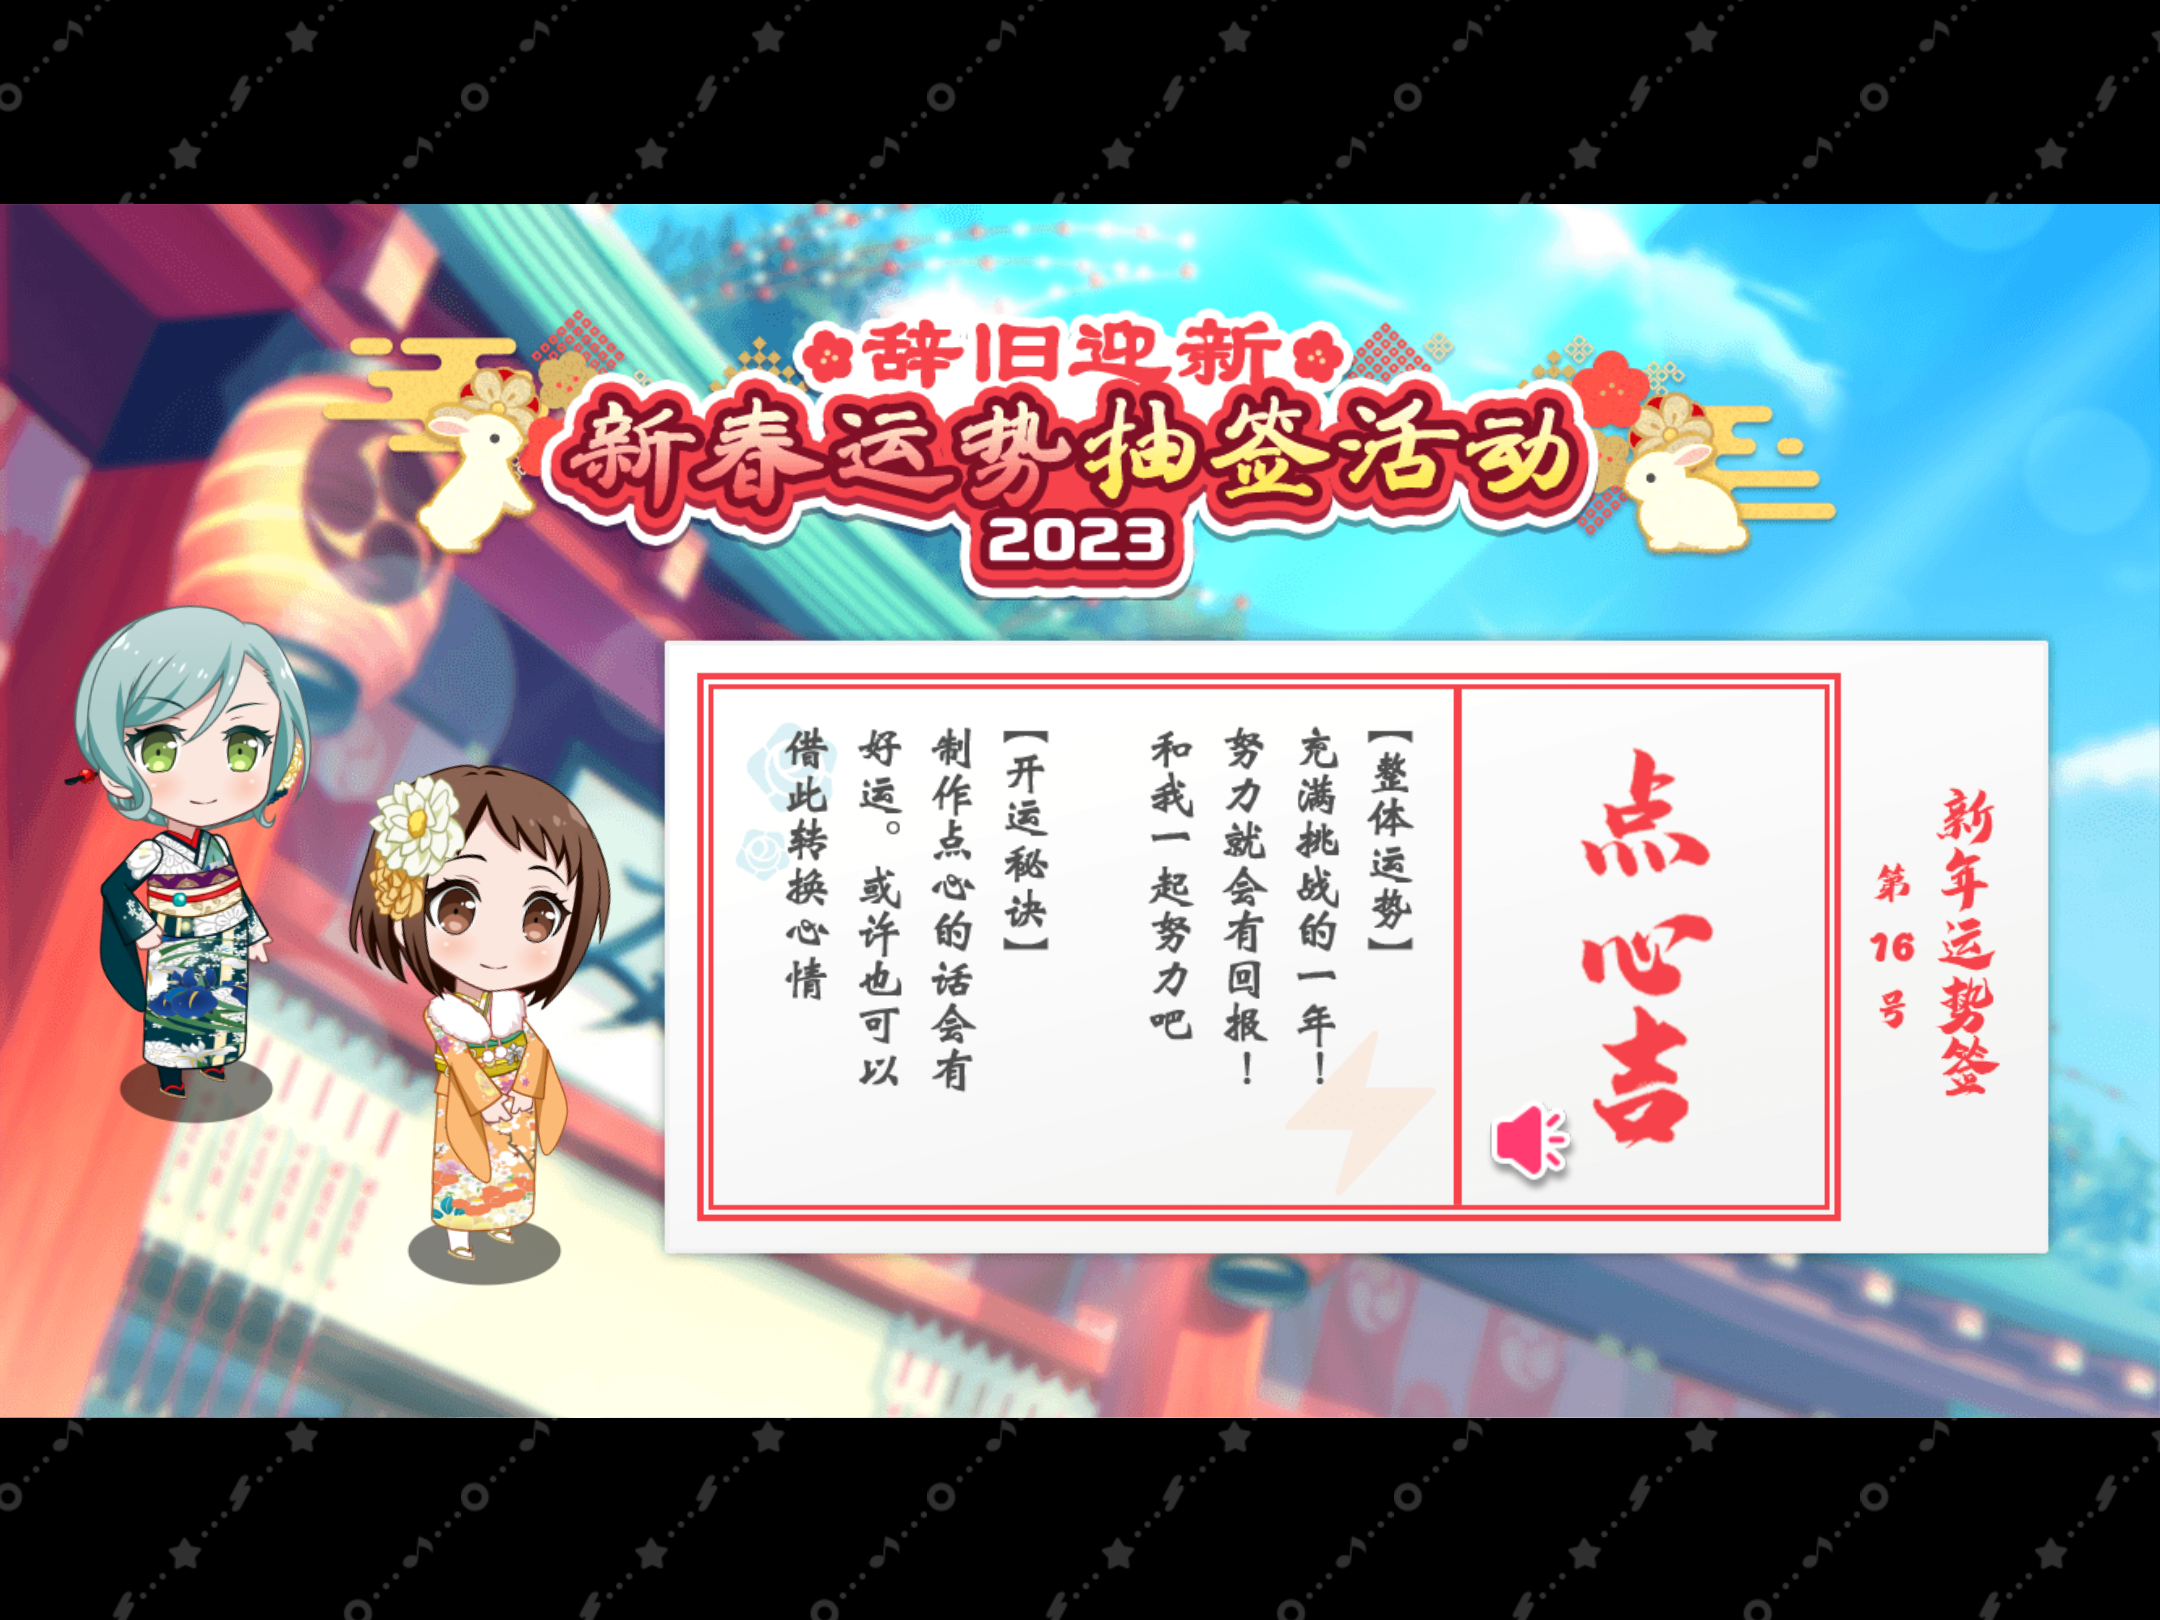 辞旧迎新
新春运势抽签活动
2023
新年运势签
第16号
点心吉
【整体运势】
充满挑战的一年！
努力就会有回报！
和我一起努力吧
【开运秘诀】
制作点心的话会有
好运。或许也可以
借此转换心情